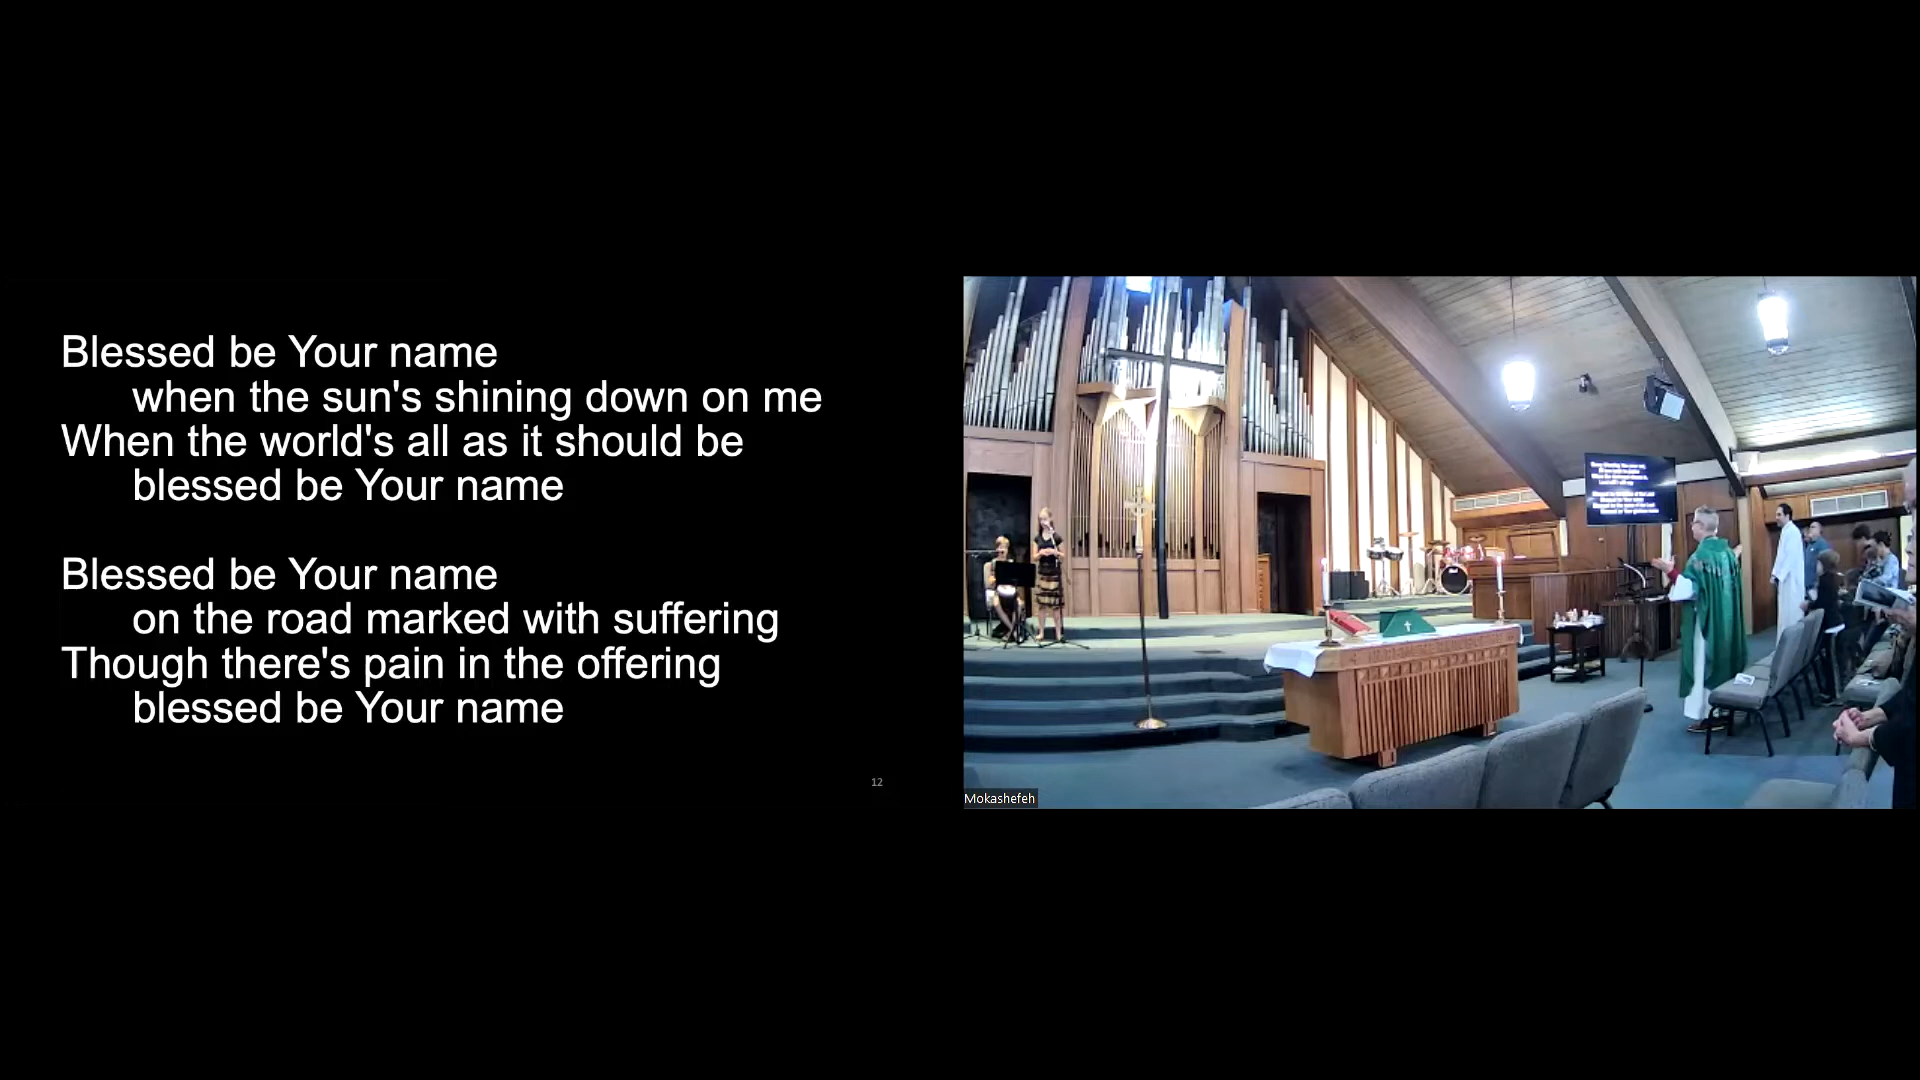 Blessed be Your name
when the sun's shining down on me
When the world's all as it should be
blessed be Your name
Blessed be Your name
on the road marked with suffering
Though there's pain in the offering
blessed be Your name
12
Mokashefeh